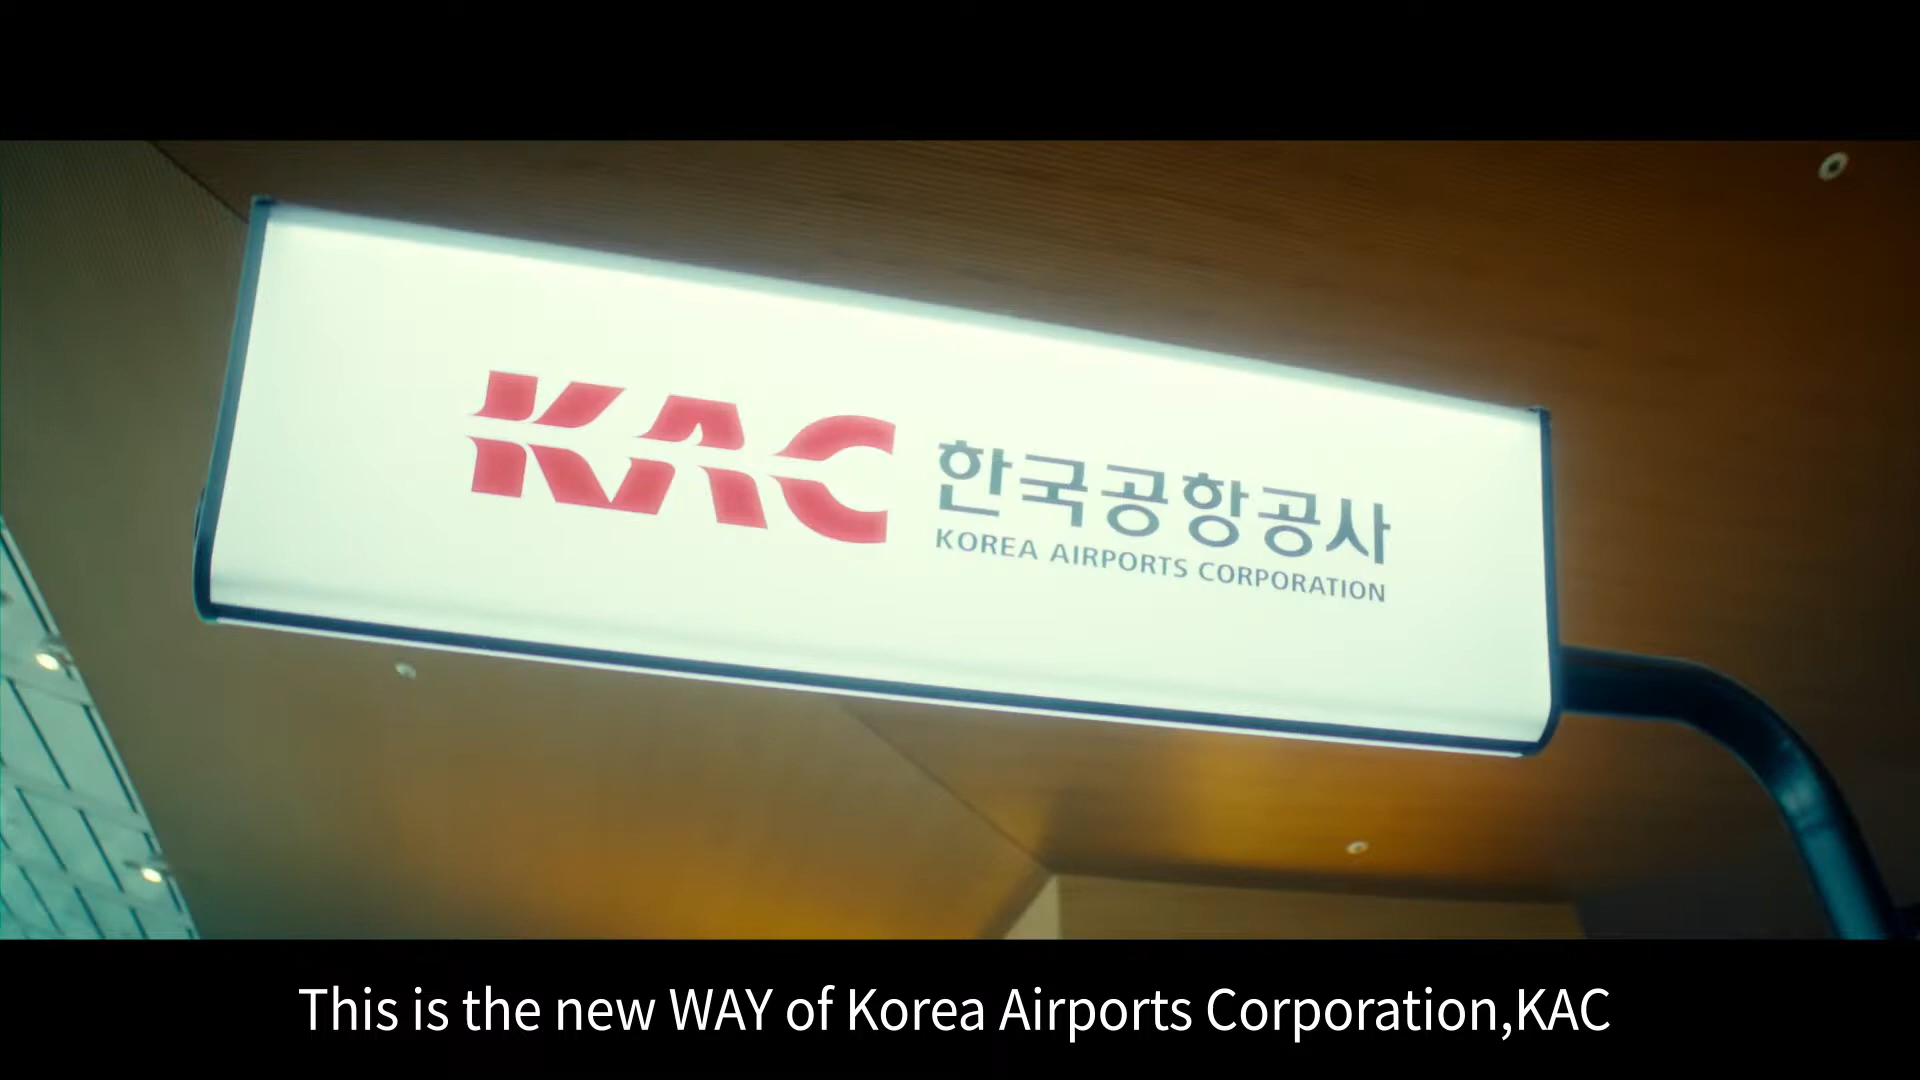 KAC
한국공항공사
KOREA AIRPORTS CORPORATION
This is the new WAY of Korea Airports Corporation,KAC